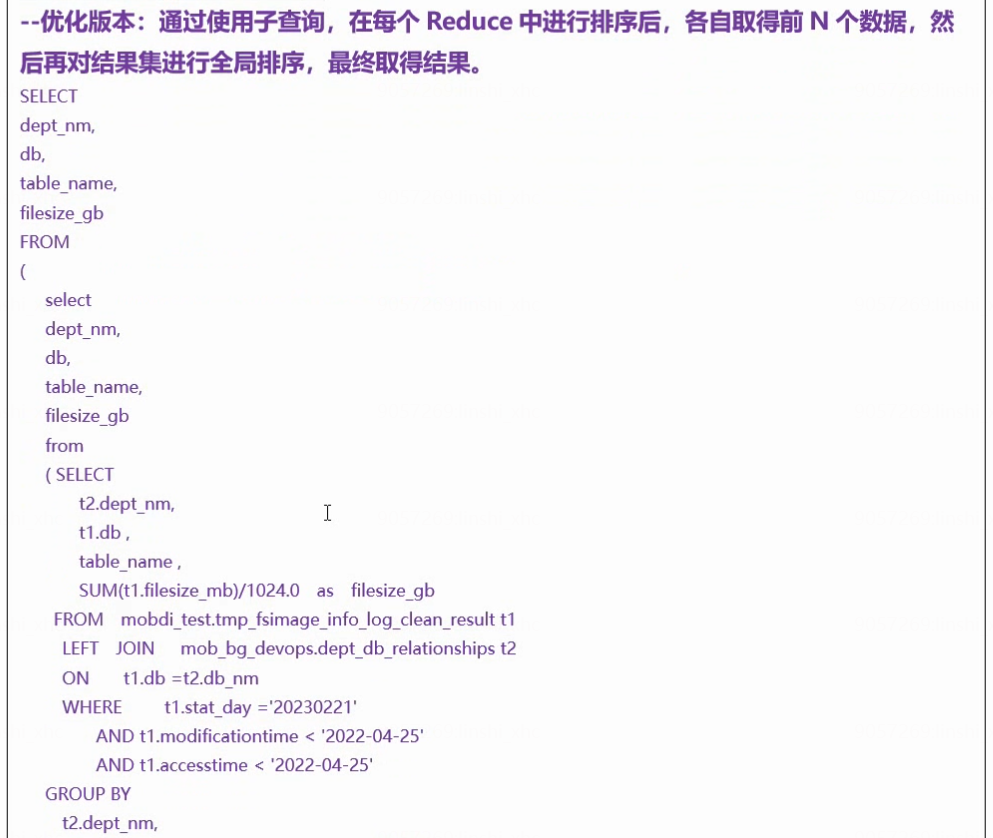 --优化版本：通过使用子查询，在每个 Reduce 中进行排序后，各自取得前 N 个数据，然
后再对结果集进行全局排序，最终取得结果。
SELECT
dept_nm,
db,
table_name,
filesize_gb
FROM
(
select
dept_nm,
db,
table_name,
filesize_gb
from
( SELECT
t2.dept_nm,
t1.db ,
table_name ,
SUM(t1.filesize_mb)/1024.0 as filesize_gb
FROM mobdi_test.tmp_fsimage_info_log_clean_result t1
LEFT JOIN mob_bg_devops.dept_db_relationships t2
ON t1.db =t2.db_nm
WHERE t1.stat_day ='20230221'
AND t1.modificationtime < '2022-04-25'
AND t1.accesstime < '2022-04-25'
GROUP BY
t2.dept_nm,